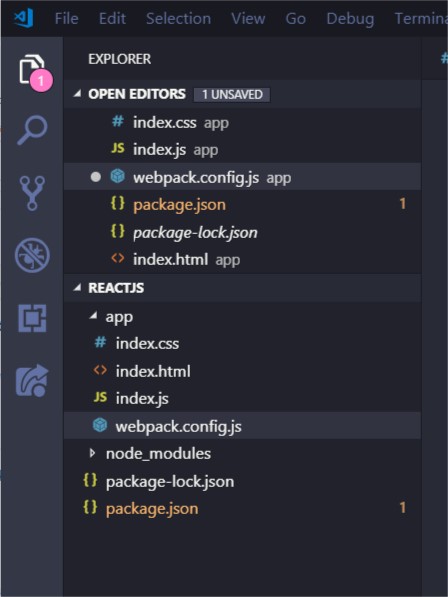 File Edit Selection View Go Debug Termina
EXPLORER
1
OPEN EDITORS 1 UNSAVED
# index.css app
JS index.js app
webpack.config.js app
{} package.json 1
{} package-lock.json
<> index.html app
REACTJS
app
# index.css
<> index.html
JS index.js
webpack.config.js
node_modules
{} package-lock.json
{} package.json 1